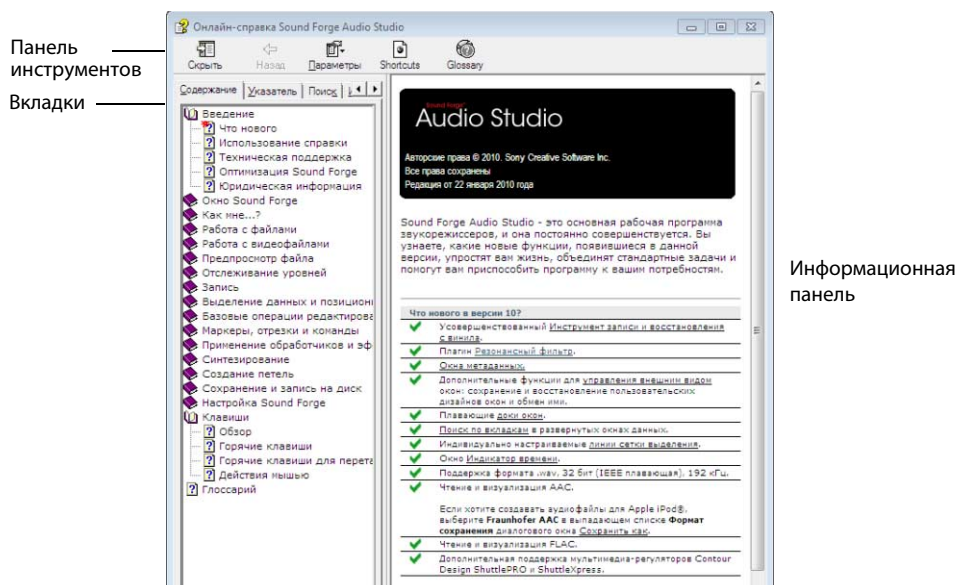 Онлайн-справка Sound Forge Audio Studio
Панель
инструментов
Скрыть Назад Параметры Shortcuts Glossary
Вкладки
Содержание Указатель Поиск
Введение
Что нового
Использование справки
Техническая поддержка
Оптимизация Sound Forge
Юридическая информация
Окно Sound Forge
Как мне...?
Работа с файлами
Работа с видеофайлами
Предпросмотр файла
Отслеживание уровней
Запись
Выделение данных и позициони
Базовые операции редактирова
Маркеры, отрезки и команды
Применение обработчиков и эф
Синтезирование
Создание петель
Сохранение и запись на диск
Настройка Sound Forge
Клавиши
Обзор
Горячие клавиши
Горячие клавиши для перета
Действия мышью
Глоссарий
Sound Forge™
Audio Studio
Авторские права © 2010. Sony Creative Software Inc.
Все права сохранены
Редакция от 22 января 2010 года
Sound Forge Audio Studio - это основная рабочая программа
звукорежиссеров, и она постоянно совершенствуется. Вы
узнаете, какие новые функции, появившиеся в данной
версии, упростят вам жизнь, объединят стандартные задачи и
помогут вам приспособить программу к вашим потребностям.
Что нового в версии 10?
Усовершенствованный Инструмент записи и восстановления
с винила.
Плагин Резонансный фильтр.
Окна метаданных.
Дополнительные функции для управления внешним видом
окон: сохранение и восстановление пользовательских
дизайнов окон и обмен ими.
Плавающие доки окон.
Поиск по вкладкам в развернутых окнах данных.
Индивидуально настраиваемые линии сетки выделения.
Окно Индикатор времени.
Поддержка формата .wav, 32 бит (IEEE плавающая), 192 кГц.
Чтение и визуализация AAC.
Если хотите создавать аудиофайлы для Apple iPod®,
выберите Fraunhofer AAC в выпадающем списке Формат
сохранения диалогового окна Сохранить как.
Чтение и визуализация FLAC.
Дополнительная поддержка мультимедиа-регуляторов Contour
Design ShuttlePRO и ShuttleXpress.
Информационная
панель